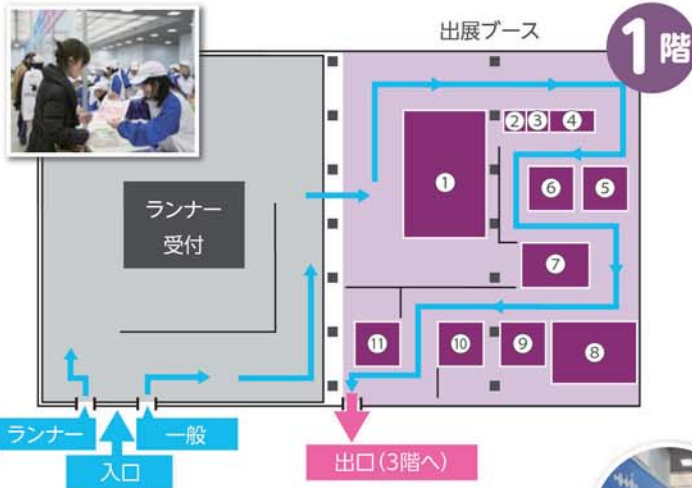 出展ブース
1階
②
③
④
①
⑥
⑤
ランナー
受付
⑦
⑪
⑩
⑨
⑧
ランナー
一般
入口
出口(3階へ)